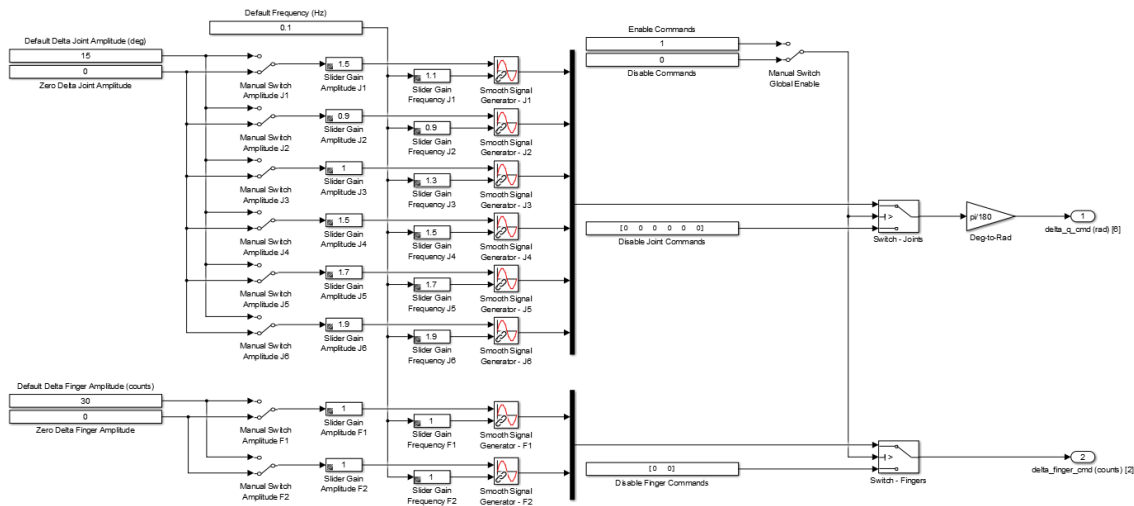 Default Frequency (Hz)
0.1
Default Delta Joint Amplitude (deg)
15
0
Zero Delta Joint Amplitude
Enable Commands
1
0
Disable Commands
Manual Switch
Global Enable
Manual Switch
Amplitude J1
1.5
Slider Gain
Amplitude J1
1.1
Slider Gain
Frequency J1
Smooth Signal
Generator - J1
Manual Switch
Amplitude J2
0.9
Slider Gain
Amplitude J2
0.9
Slider Gain
Frequency J2
Smooth Signal
Generator - J2
Manual Switch
Amplitude J3
1
Slider Gain
Amplitude J3
1.3
Slider Gain
Frequency J3
Smooth Signal
Generator - J3
Manual Switch
Amplitude J4
1.5
Slider Gain
Amplitude J4
1.5
Slider Gain
Frequency J4
Smooth Signal
Generator - J4
Manual Switch
Amplitude J5
1.7
Slider Gain
Amplitude J5
1.7
Slider Gain
Frequency J5
Smooth Signal
Generator - J5
Manual Switch
Amplitude J6
1.9
Slider Gain
Amplitude J6
1.9
Slider Gain
Frequency J6
Smooth Signal
Generator - J6
[0 0 0 0 0 0]
Disable Joint Commands
>
Switch - Joints
pi/180
Deg-to-Rad
1
delta_q_cmd (rad) [6]
Default Delta Finger Amplitude (counts)
30
0
Zero Delta Finger Amplitude
Manual Switch
Amplitude F1
1
Slider Gain
Amplitude F1
1
Slider Gain
Frequency F1
Smooth Signal
Generator - F1
Manual Switch
Amplitude F2
1
Slider Gain
Amplitude F2
1
Slider Gain
Frequency F2
Smooth Signal
Generator - F2
[0 0]
Disable Finger Commands
>
Switch - Fingers
2
delta_finger_cmd (counts) [2]